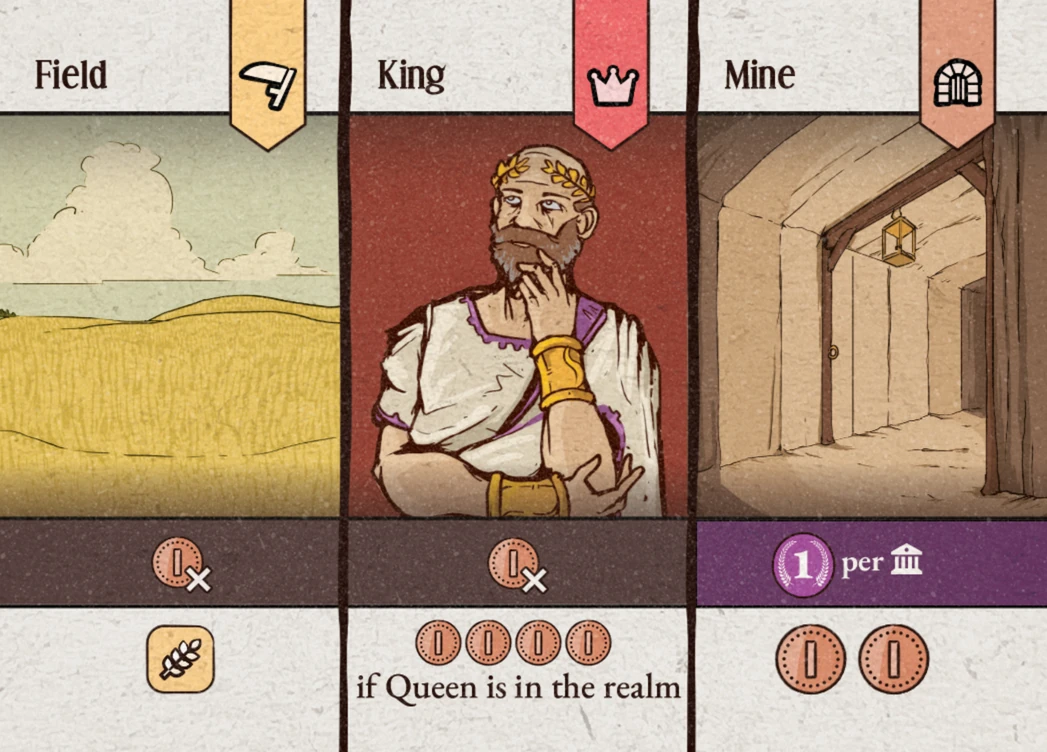 Field
King
Mine
1 per
if Queen is in the realm